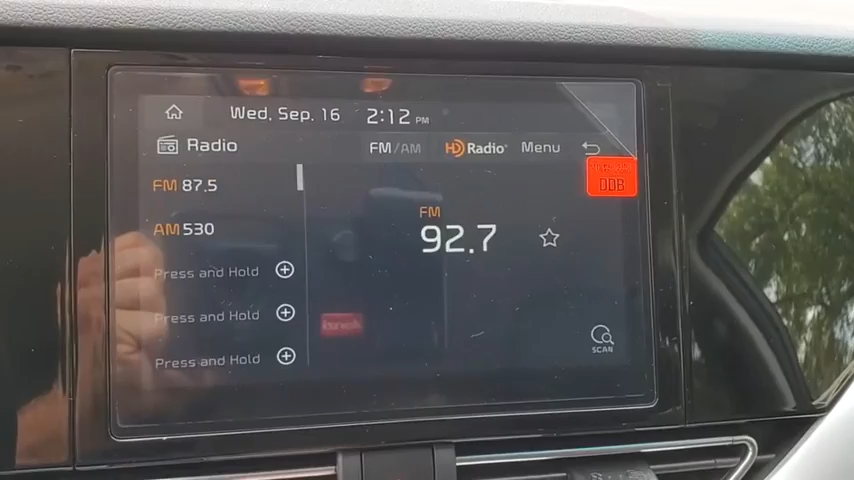 Wed, Sep. 16 2:12 PM
Radio FM/AM HD Radio Menu
FM 87.5
AM 530
Press and Hold
Press and Hold
Press and Hold
FM
92.7
SCAN
DDB